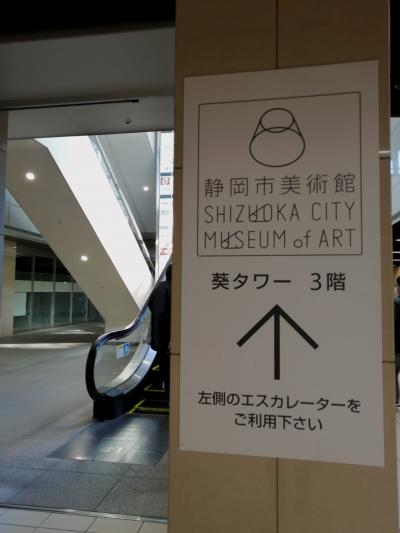 静岡市美術館
SHIZUOKA CITY
MUSEUM of ART
葵タワー 3階
左側のエスカレーターを
ご利用下さい